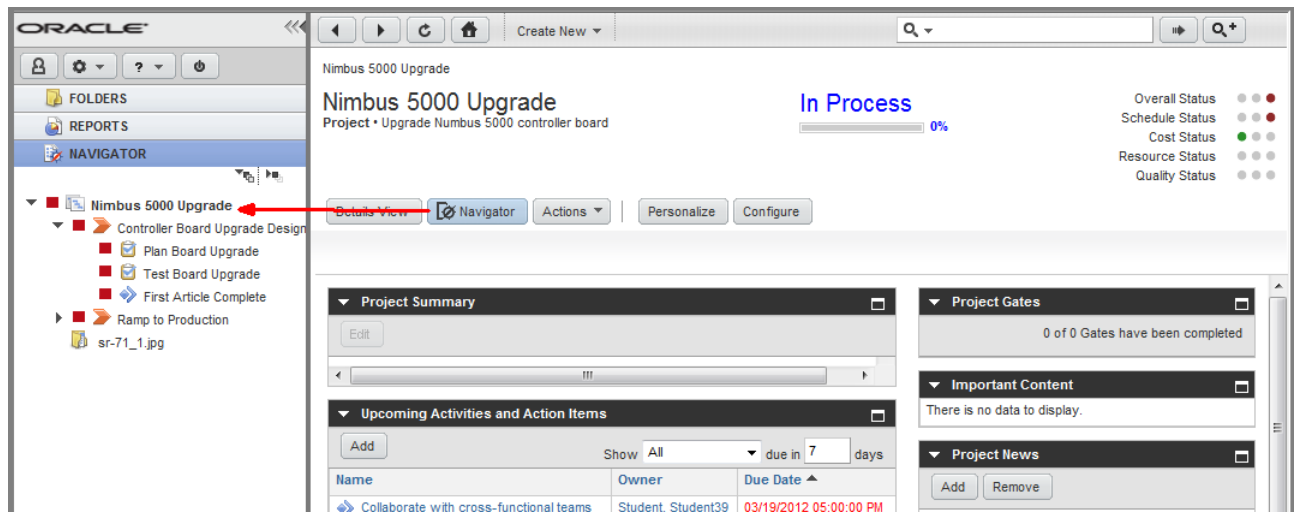 ORACLE
Create New
FOLDERS
REPORTS
NAVIGATOR
Nimbus 5000 Upgrade
Controller Board Upgrade Design
Plan Board Upgrade
Test Board Upgrade
First Article Complete
Ramp to Production
sr-71_1.jpg
Nimbus 5000 Upgrade
Nimbus 5000 Upgrade
Project • Upgrade Numbus 5000 controller board
In Process
0%
Overall Status
Schedule Status
Cost Status
Resource Status
Quality Status
Details View Navigator Actions Personalize Configure
Project Summary
Edit
Upcoming Activities and Action Items
Add Show All due in 7 days
Name Owner Due Date
Collaborate with cross-functional teams Student, Student39 03/19/2012 05:00:00 PM
Project Gates
0 of 0 Gates have been completed
Important Content
There is no data to display.
Project News
Add Remove